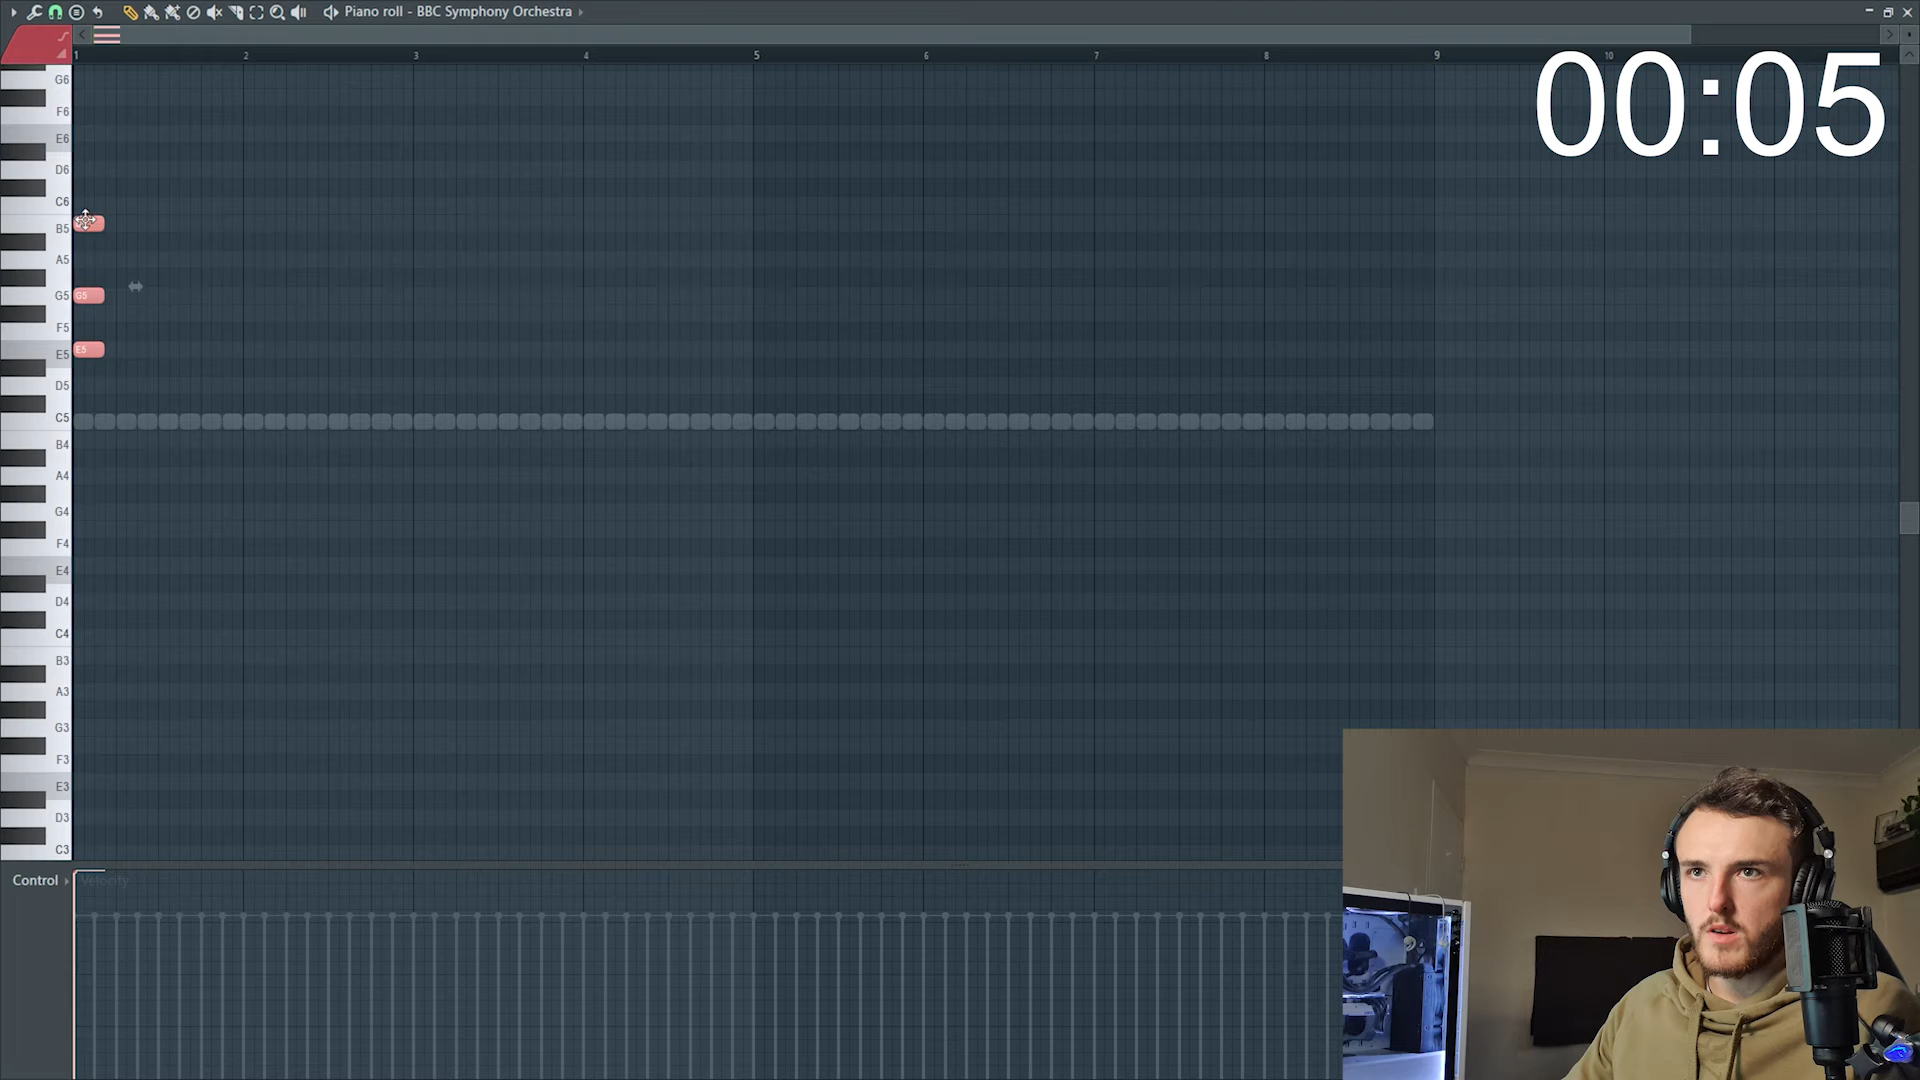 Piano roll - BBC Symphony Orchestra
1 2 3 4 5 6 7 8 9 10
00:05
G6
F6
E6
D6
C6
B5
A5
G5 G5
F5
E5 E5
D5
C5
B4
A4
G4
F4
E4
D4
C4
B3
A3
G3
F3
E3
D3
C3
Control Velocity